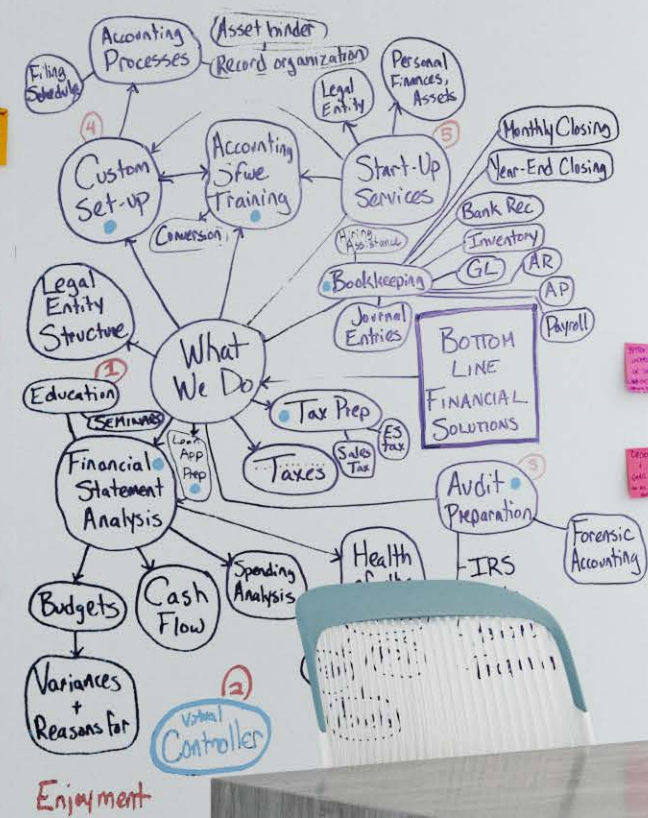 Accounting
Processes
(Asset binder)
Record organization
Filing
Schedule
Personal
Finances,
Assets
Legal
Entity
4
Custom
Set-up
Accounting
Sfwe
Training
Conversion
5
Start-Up
Services
Monthly Closing
Year-End Closing
Bank Rec
Inventory
GL
AR
AP
Payroll
Hiring
Assistance
Bookkeeping
Journal
Entries
Legal
Entity
Structure
What
We Do
BOTTOM
LINE
FINANCIAL
SOLUTIONS
1
Education
SEMINARS
Loan
App
Prep
Tax Prep
Sales
Tax
ES
tax
Taxes
Financial
Statement
Analysis
3
Audit
Preparation
Forensic
Accounting
-IRS
Health
Budgets
Cash
Flow
Spending
Analysis
Variances
+
Reasons for
2
Virtual
Controller
Enjoyment